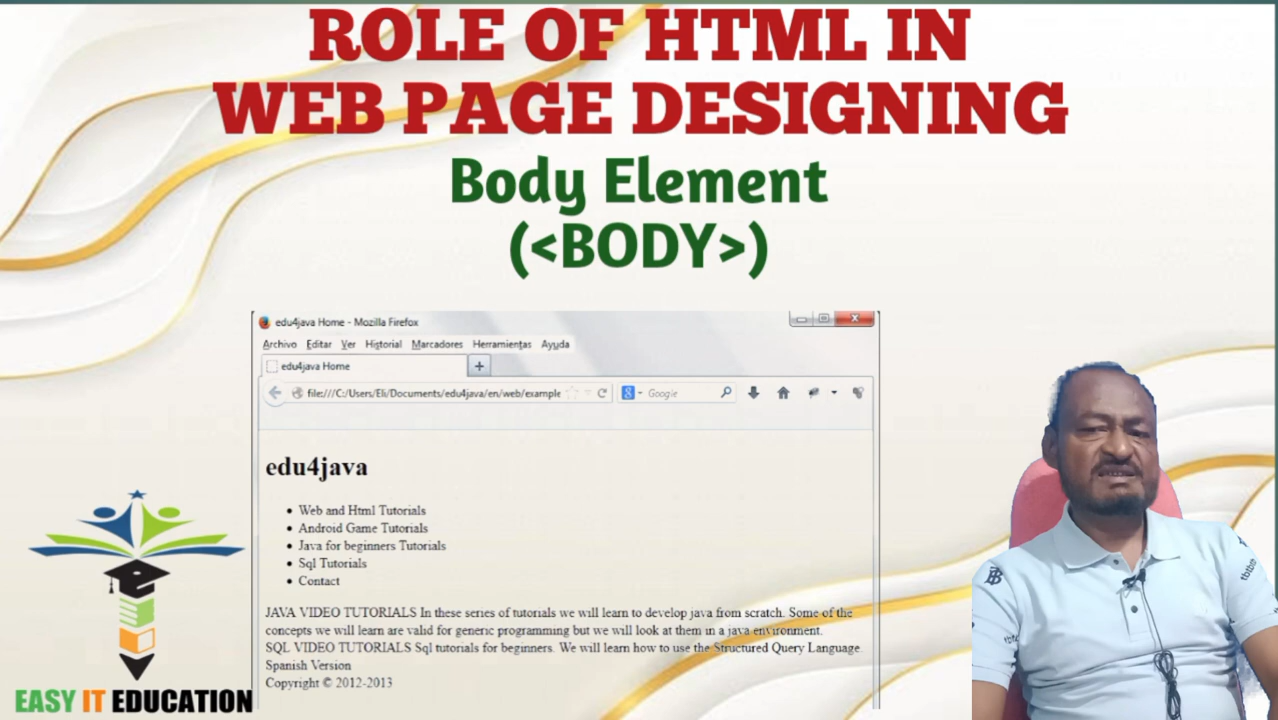 ROLE OF HTML IN
WEB PAGE DESIGNING
Body Element
(<BODY>)
edu4java Home - Mozilla Firefox
Archivo Editar Ver Historial Marcadores Herramientas Ayuda
edu4java Home
file:///C:/Users/Eli/Documents/edu4java/en/web/example
Google
edu4java
• Web and Html Tutorials
• Android Game Tutorials
• Java for beginners Tutorials
• Sql Tutorials
• Contact
JAVA VIDEO TUTORIALS In these series of tutorials we will learn to develop java from scratch. Some of the
concepts we will learn are valid for generic programming but we will look at them in a java environment.
SQL VIDEO TUTORIALS Sql tutorials for beginners. We will learn how to use the Structured Query Language.
Spanish Version
Copyright © 2012-2013
EASY IT EDUCATION